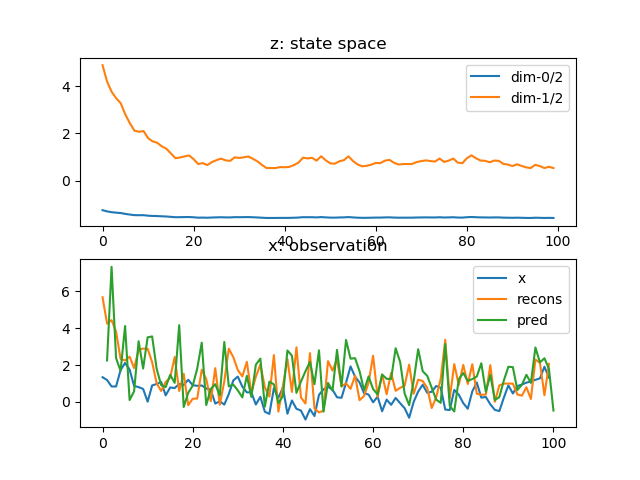 z: state space
4
2
0
dim-0/2
dim-1/2
0 20 40 60 80 100
x: observation
6
4
2
0
x
recons
pred
0 20 40 60 80 100